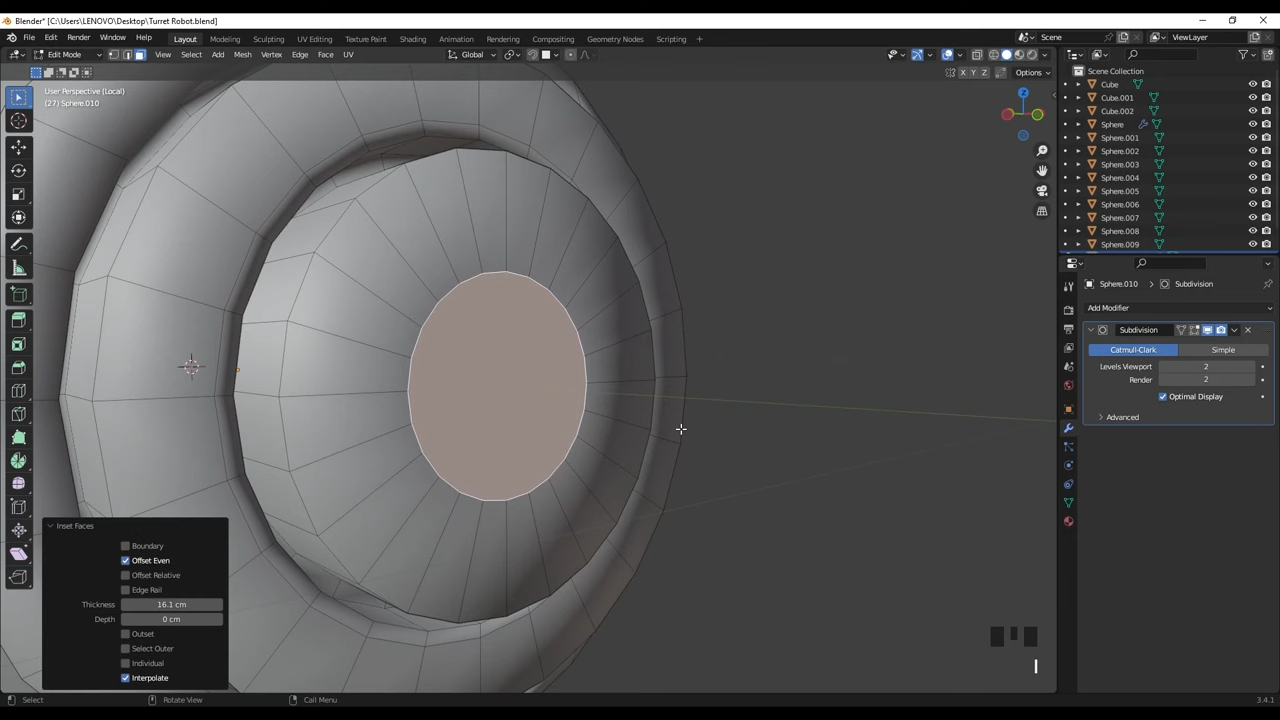 Blender* [C:\Users\LENOVO\Desktop\Turret Robot.blend]
File Edit Render Window Help Layout Modeling Sculpting UV Editing Texture Paint Shading Animation Rendering Compositing Geometry Nodes Scripting + Scene ViewLayer
Edit Mode View Select Add Mesh Vertex Edge Face UV Global
X Y Z Options
User Perspective (Local)
(27) Sphere.010
Z
Scene Collection
Cube
Cube.001
Cube.002
Sphere
Sphere.001
Sphere.002
Sphere.003
Sphere.004
Sphere.005
Sphere.006
Sphere.007
Sphere.008
Sphere.009
Sphere.010 > Subdivision
Add Modifier
Subdivision
Catmull-Clark Simple
Levels Viewport 2
Render 2
Optimal Display
Advanced
Inset Faces
Boundary
Offset Even
Offset Relative
Edge Rail
Thickness 16.1 cm
Depth 0 cm
Outset
Select Outer
Individual
Interpolate
I
Select Rotate View Call Menu 3.4.1